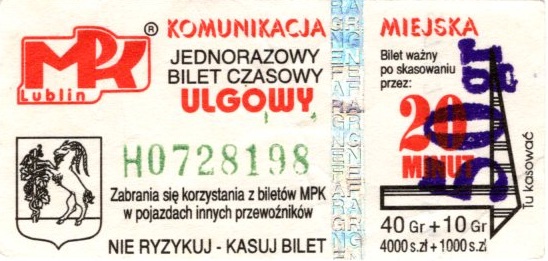 KOMUNIKACJA MIEJSKA
MPK ®
Lublin
JEDNORAZOWY
BILET CZASOWY
ULGOWY
H0728198
Zabrania się korzystania z biletów MPK
w pojazdach innych przewoźników
NIE RYZYKUJ - KASUJ BILET
Bilet ważny
po skasowaniu
przez:
20
MINUT
50 gr
Tu kasować
40 Gr + 10 Gr
4000 s.zł + 1000 s.zł